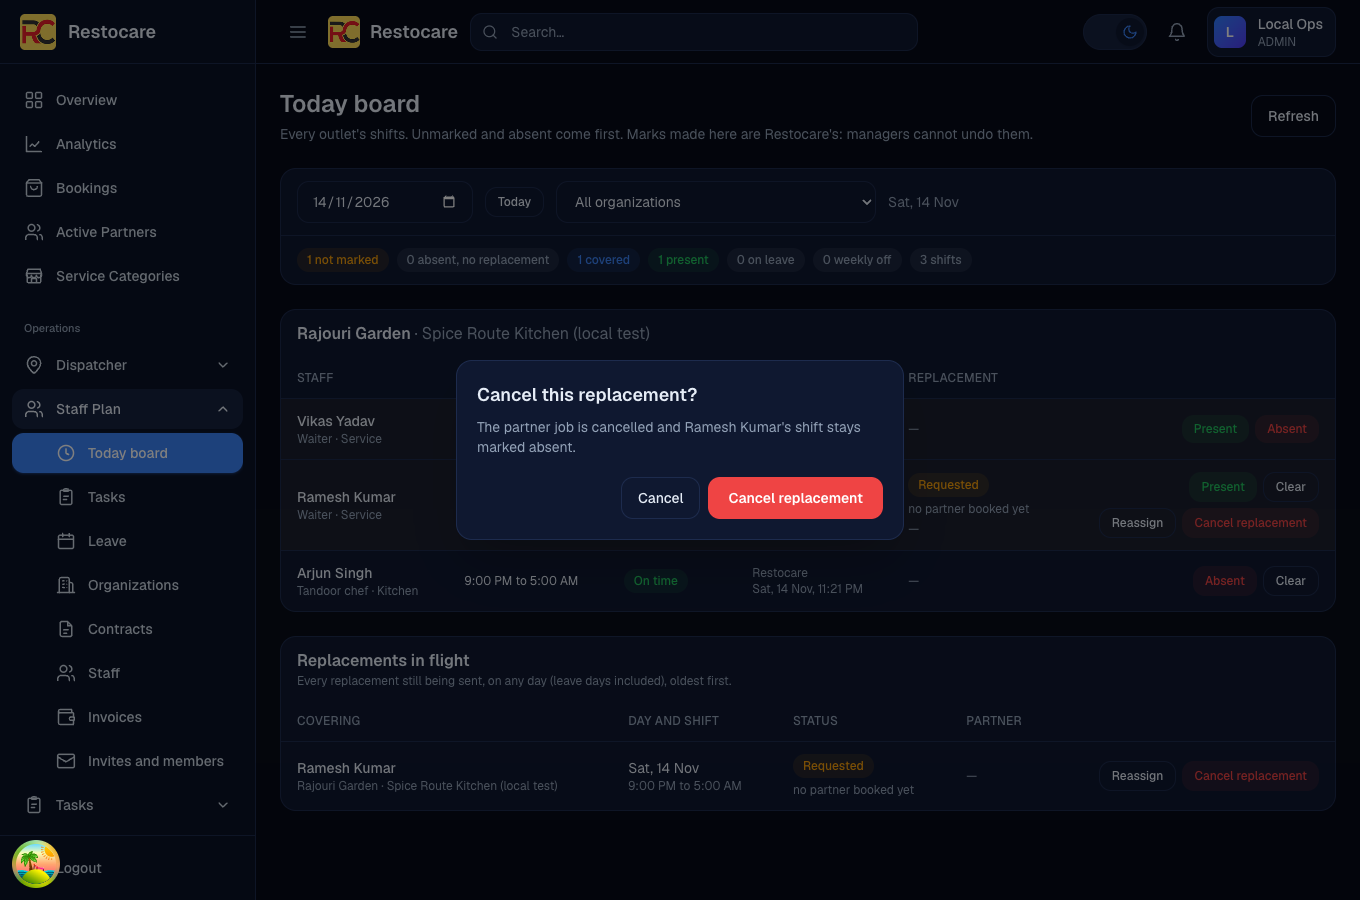 RC Restocare
RC Restocare
Search...
L
Local Ops
ADMIN
Overview
Analytics
Bookings
Active Partners
Service Categories
Operations
Dispatcher
Staff Plan
Today board
Tasks
Leave
Organizations
Contracts
Staff
Invoices
Invites and members
Tasks
Logout
Today board
Every outlet's shifts. Unmarked and absent come first. Marks made here are Restocare's: managers cannot undo them.
Refresh
14/11/2026
Today
All organizations
Sat, 14 Nov
1 not marked
0 absent, no replacement
1 covered
1 present
0 on leave
0 weekly off
3 shifts
Rajouri Garden · Spice Route Kitchen (local test)
STAFF
REPLACEMENT
Vikas Yadav
Waiter · Service
—
Present
Absent
Ramesh Kumar
Waiter · Service
Requested
no partner booked yet
—
Present
Clear
Reassign
Cancel replacement
Arjun Singh
Tandoor chef · Kitchen
9:00 PM to 5:00 AM
On time
Restocare
Sat, 14 Nov, 11:21 PM
—
Absent
Clear
Cancel this replacement?
The partner job is cancelled and Ramesh Kumar's shift stays
marked absent.
Cancel
Cancel replacement
Replacements in flight
Every replacement still being sent, on any day (leave days included), oldest first.
COVERING
DAY AND SHIFT
STATUS
PARTNER
Ramesh Kumar
Rajouri Garden · Spice Route Kitchen (local test)
Sat, 14 Nov
9:00 PM to 5:00 AM
Requested
no partner booked yet
—
Reassign
Cancel replacement